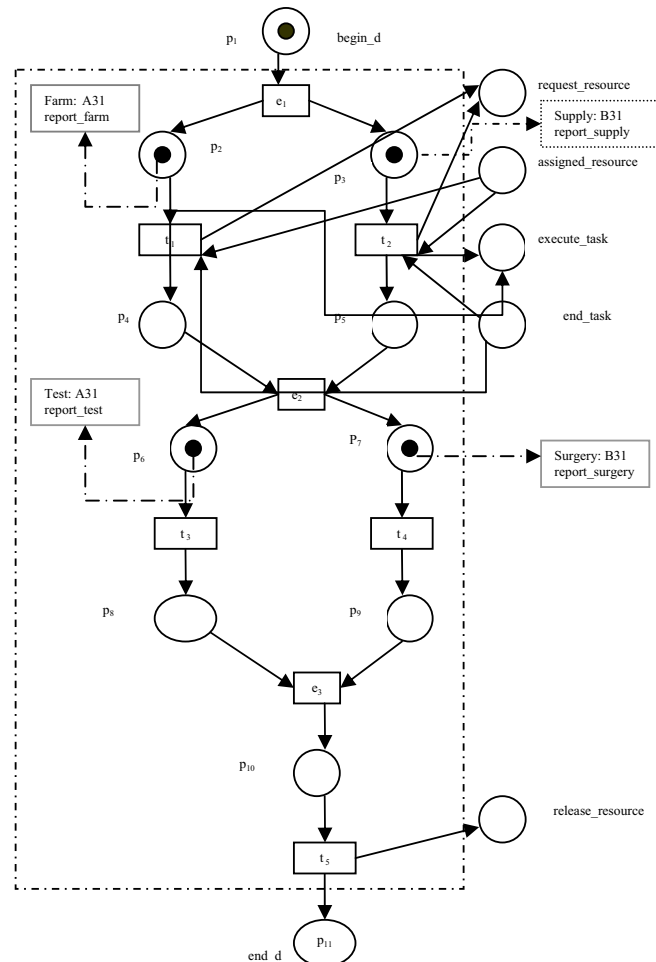 p1 begin_d
request_resource
e1
Farm: A31
report_farm
Supply: B31
report_supply
p2
p3
assigned_resource
t1
t2
execute_task
p4
p5
end_task
e2
Test: A31
report_test
p6
P7
Surgery: B31
report_surgery
t3
t4
p8
p9
e3
p10
release_resource
t5
p11
end_d